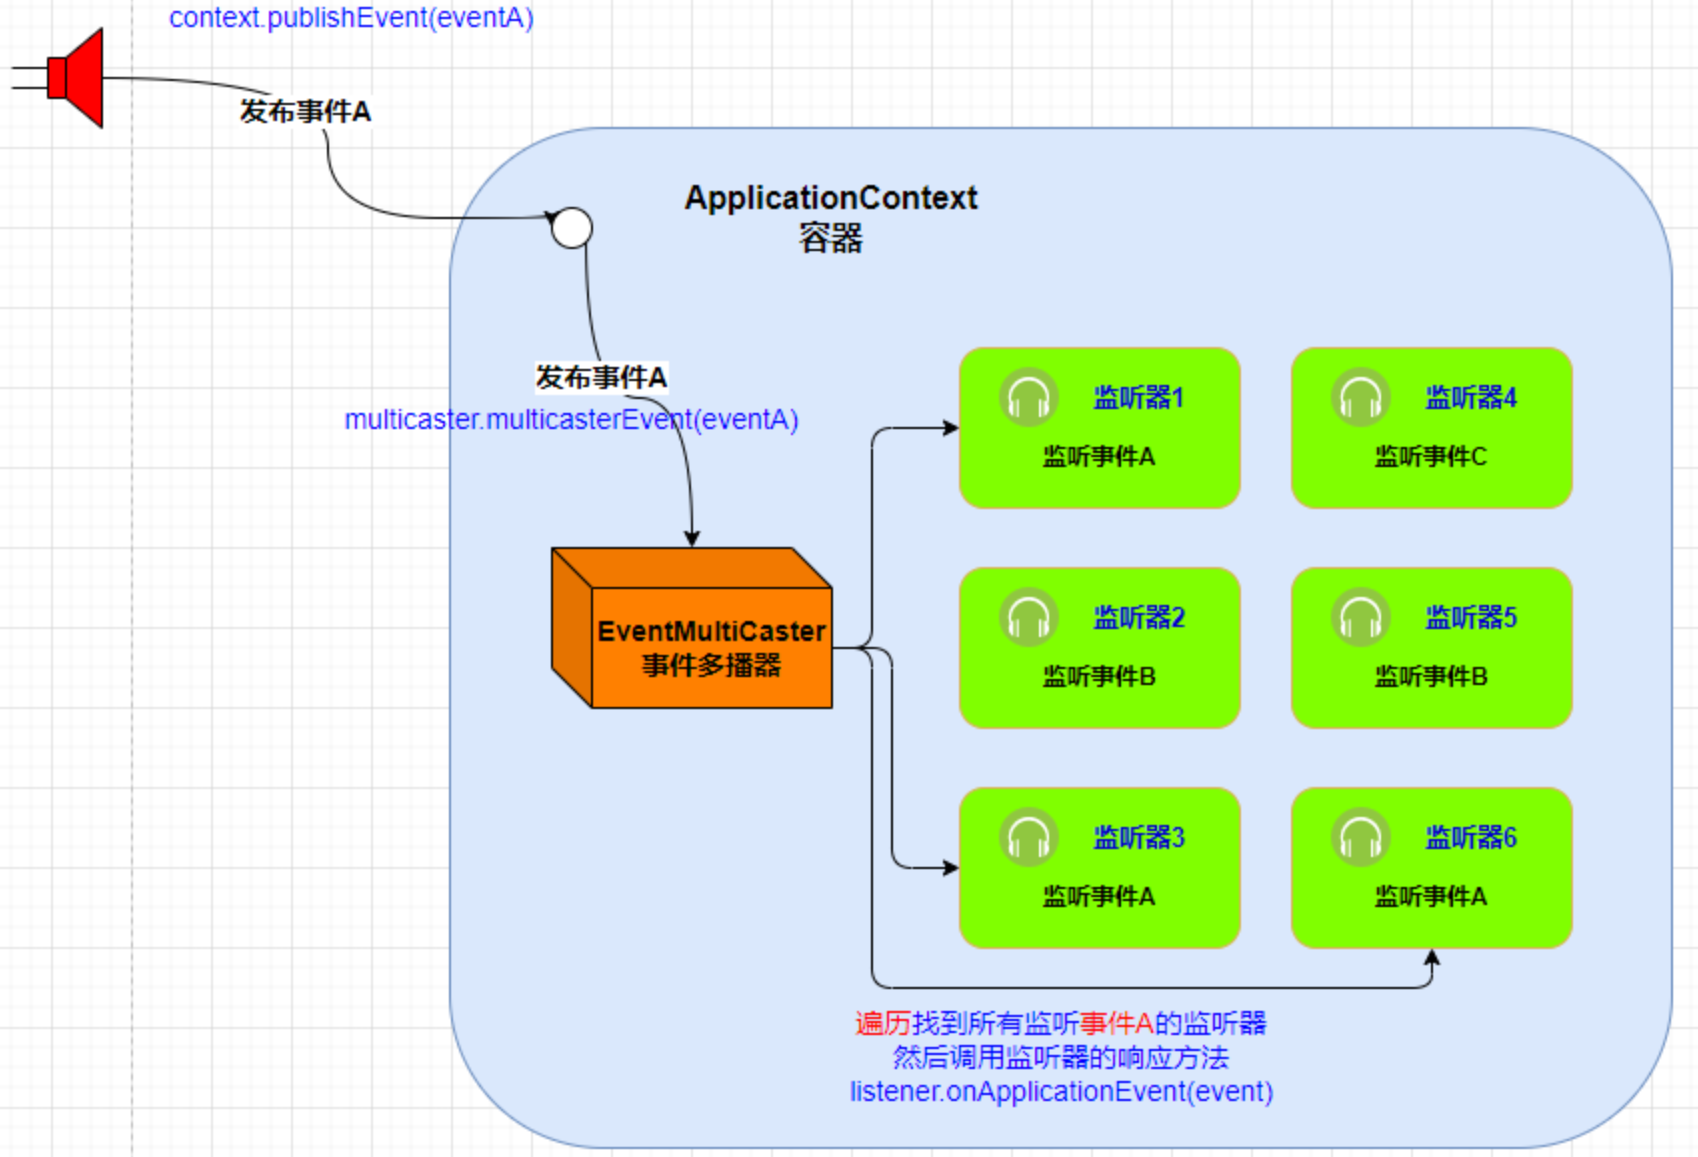 context.publishEvent(eventA)
发布事件A
ApplicationContext
容器
发布事件A
multicaster.multicasterEvent(eventA)
监听器1
监听事件A
监听器4
监听事件C
EventMultiCaster
事件多播器
监听器2
监听事件B
监听器5
监听事件B
监听器3
监听事件A
监听器6
监听事件A
遍历找到所有监听事件A的监听器
然后调用监听器的响应方法
listener.onApplicationEvent(event)